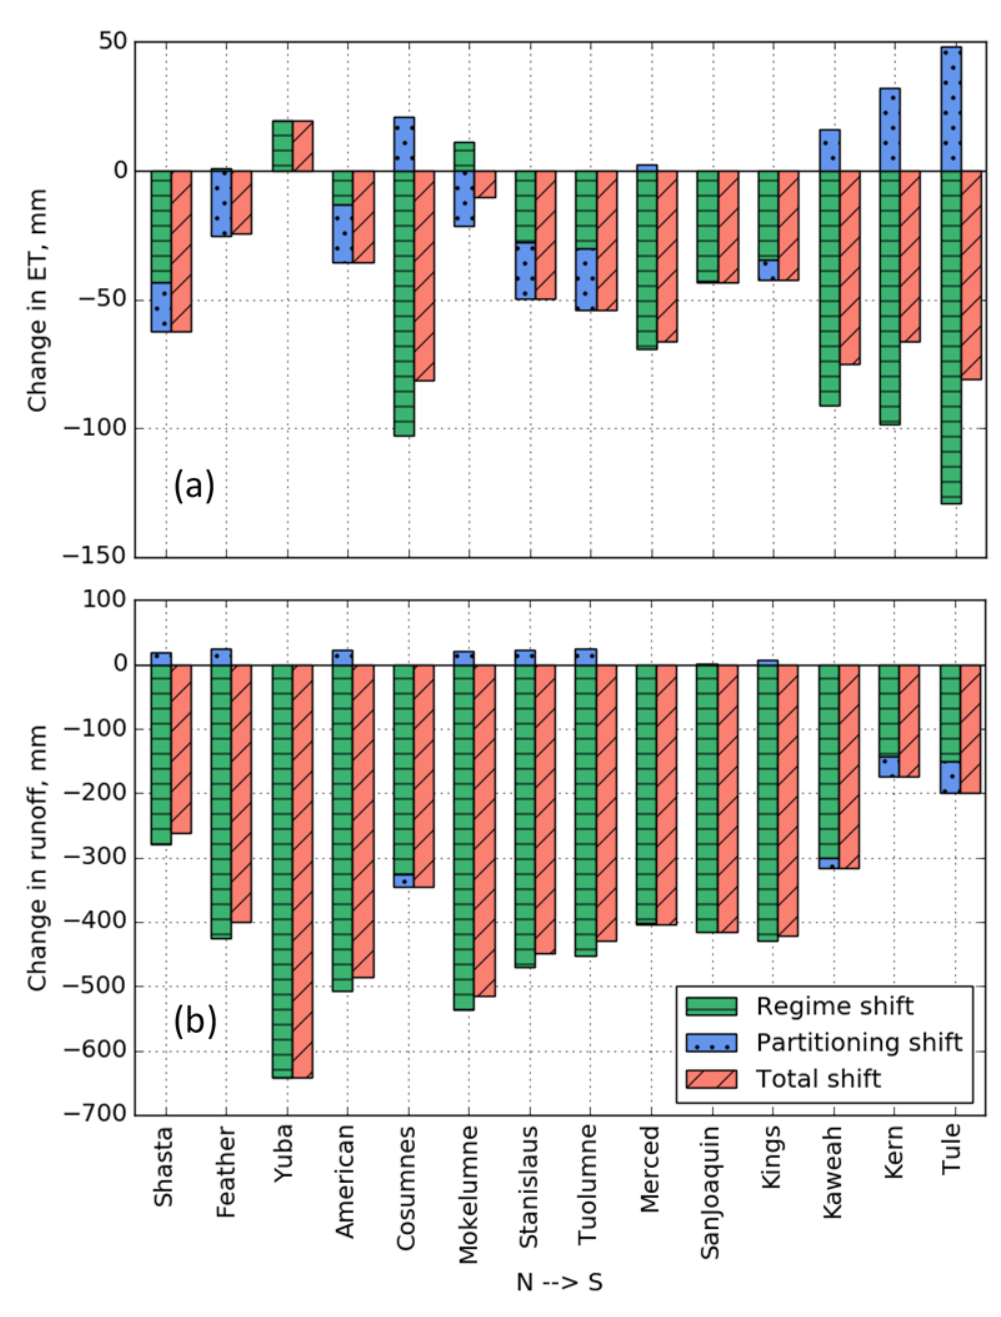 50
0
−50
−100
−150
Change in ET, mm
(a)
100
0
−100
−200
−300
−400
−500
−600
−700
Change in runoff, mm
(b)
Regime shift
Partitioning shift
Total shift
Shasta
Feather
Yuba
American
Cosumnes
Mokelumne
Stanislaus
Tuolumne
Merced
SanJoaquin
Kings
Kaweah
Kern
Tule
N --> S